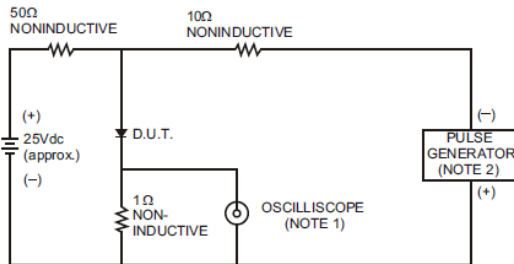 50Ω
NONINDUCTIVE
10Ω
NONINDUCTIVE
(+)
25Vdc
(approx.)
(–)
D.U.T.
1Ω
NON-
INDUCTIVE
OSCILLISCOPE
(NOTE 1)
(–)
PULSE
GENERATOR
(NOTE 2)
(+)